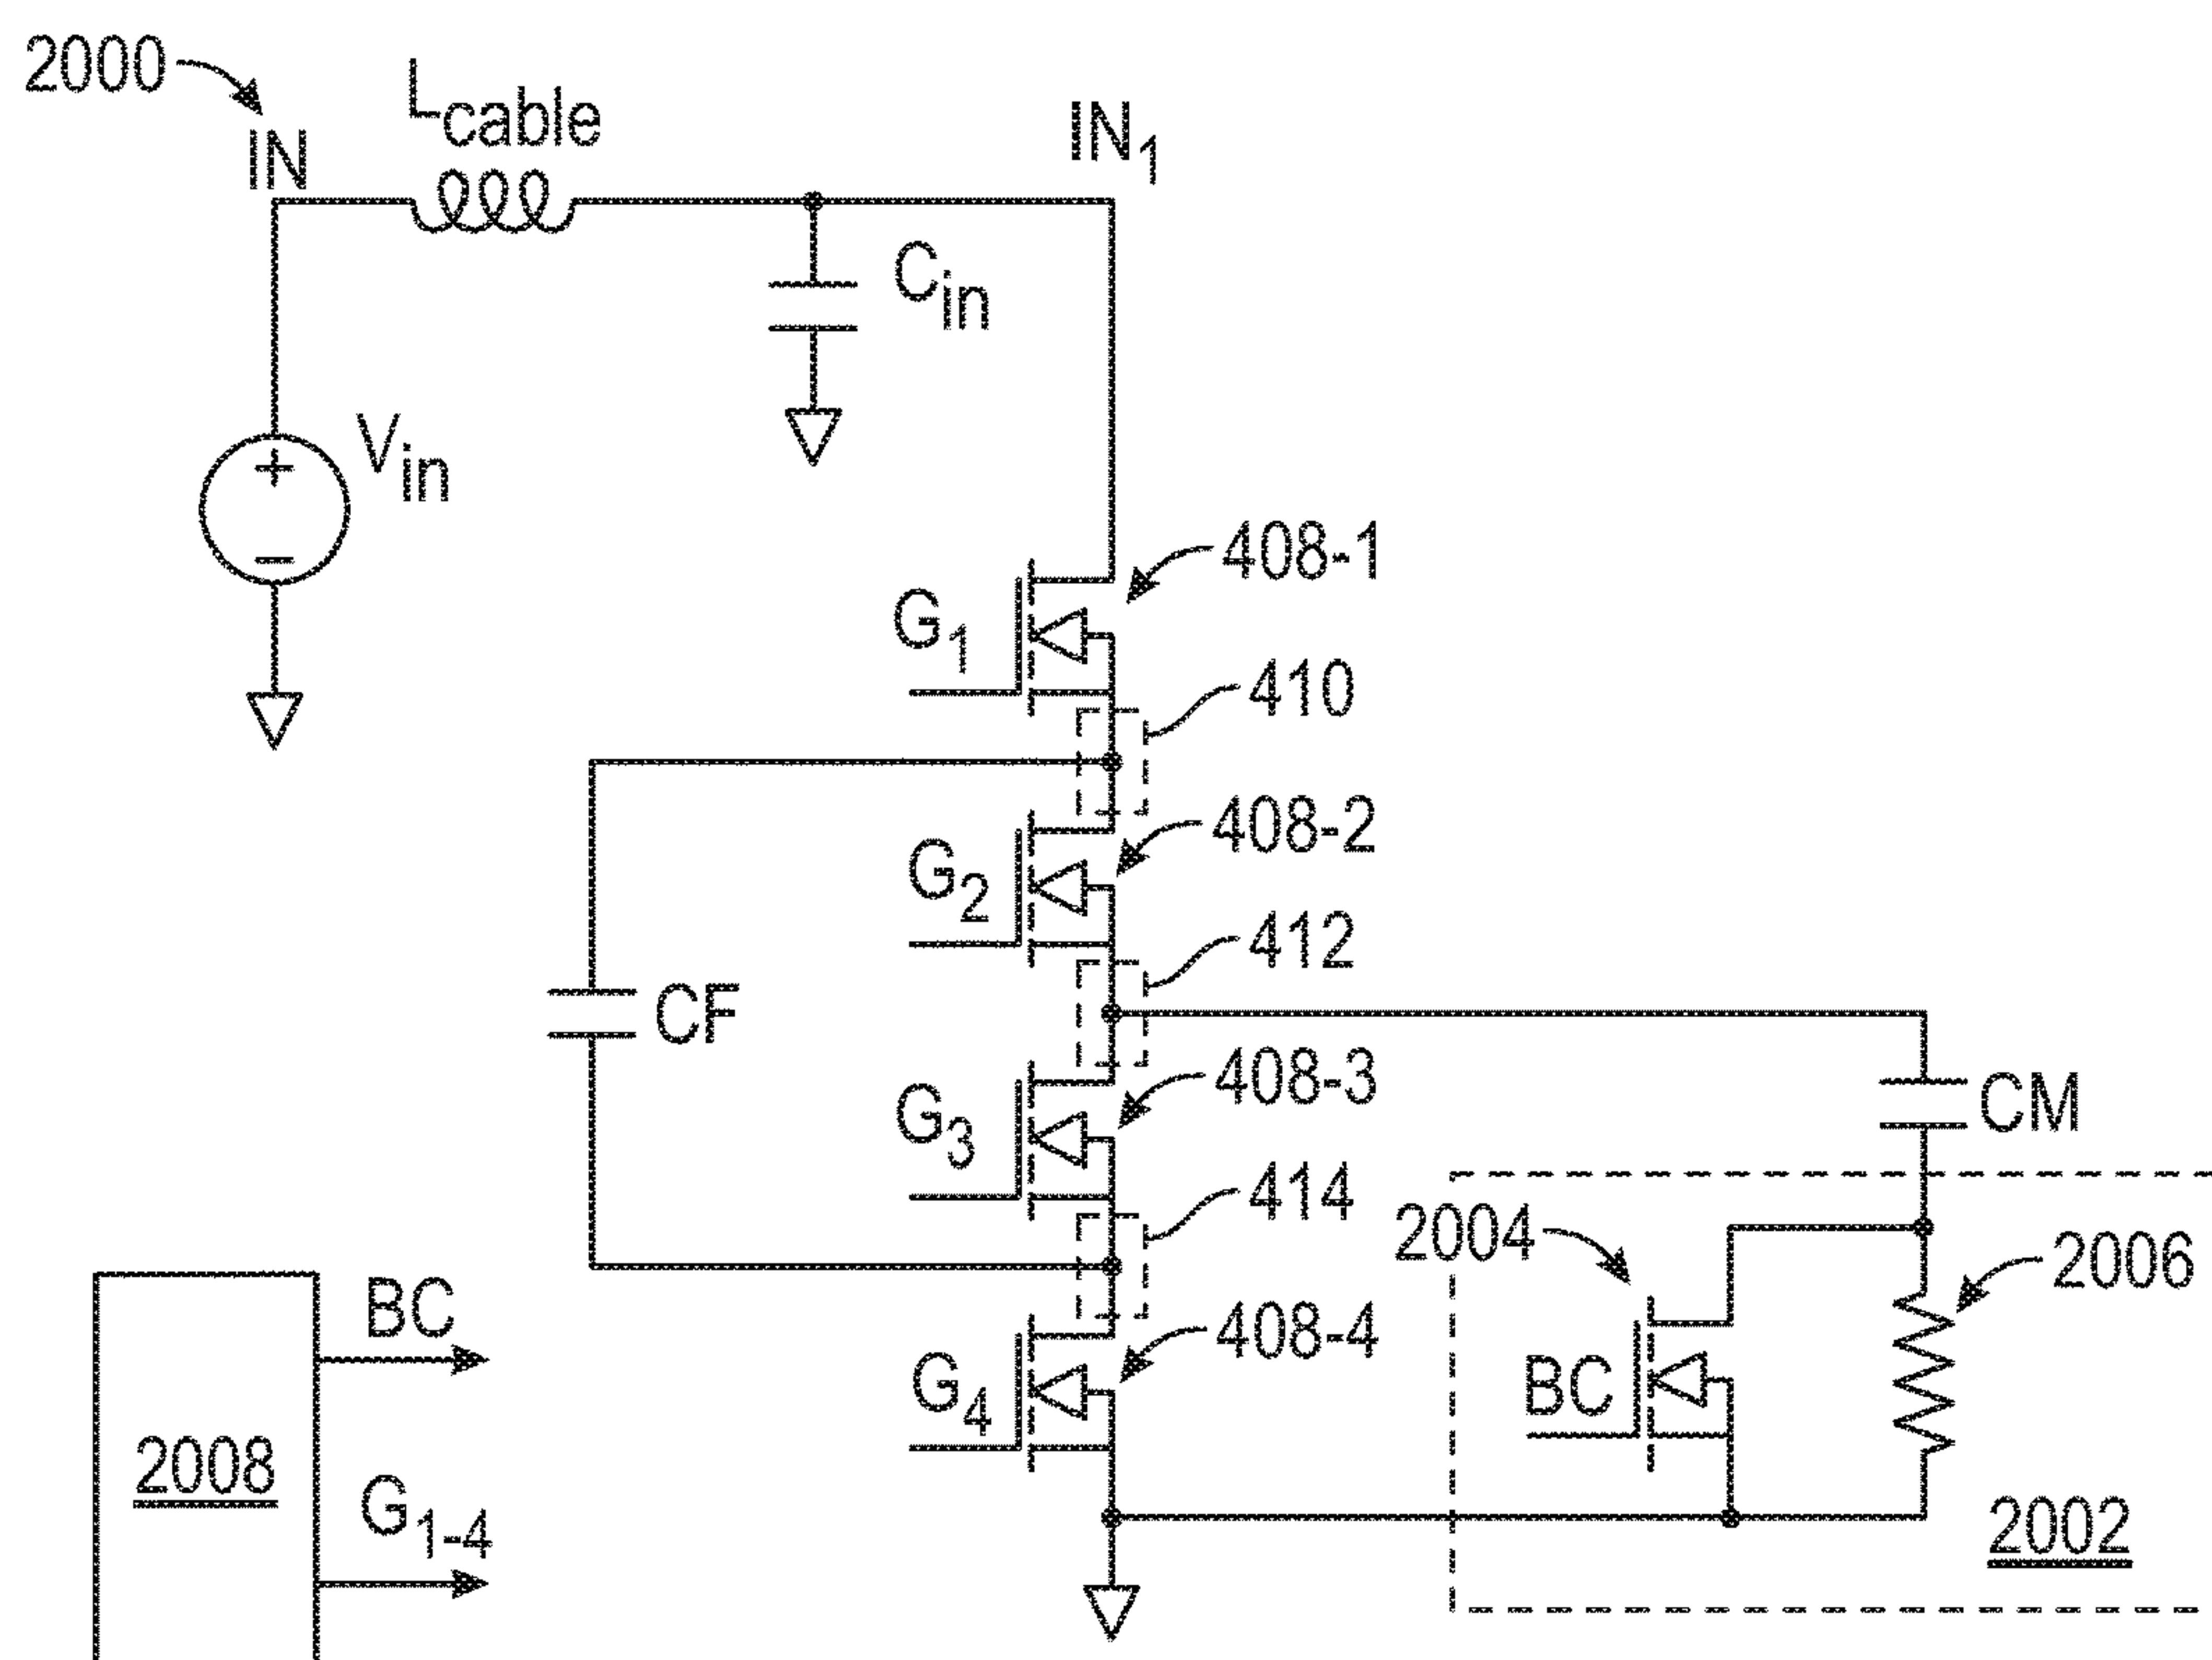 2000
IN
Lcable
IN1
Cin
+
Vin
−
408-1
G1
410
408-2
G2
412
CF
408-3
G3
CM
414
2004
2006
BC
408-4
G4
BC
2008
G1-4
2002